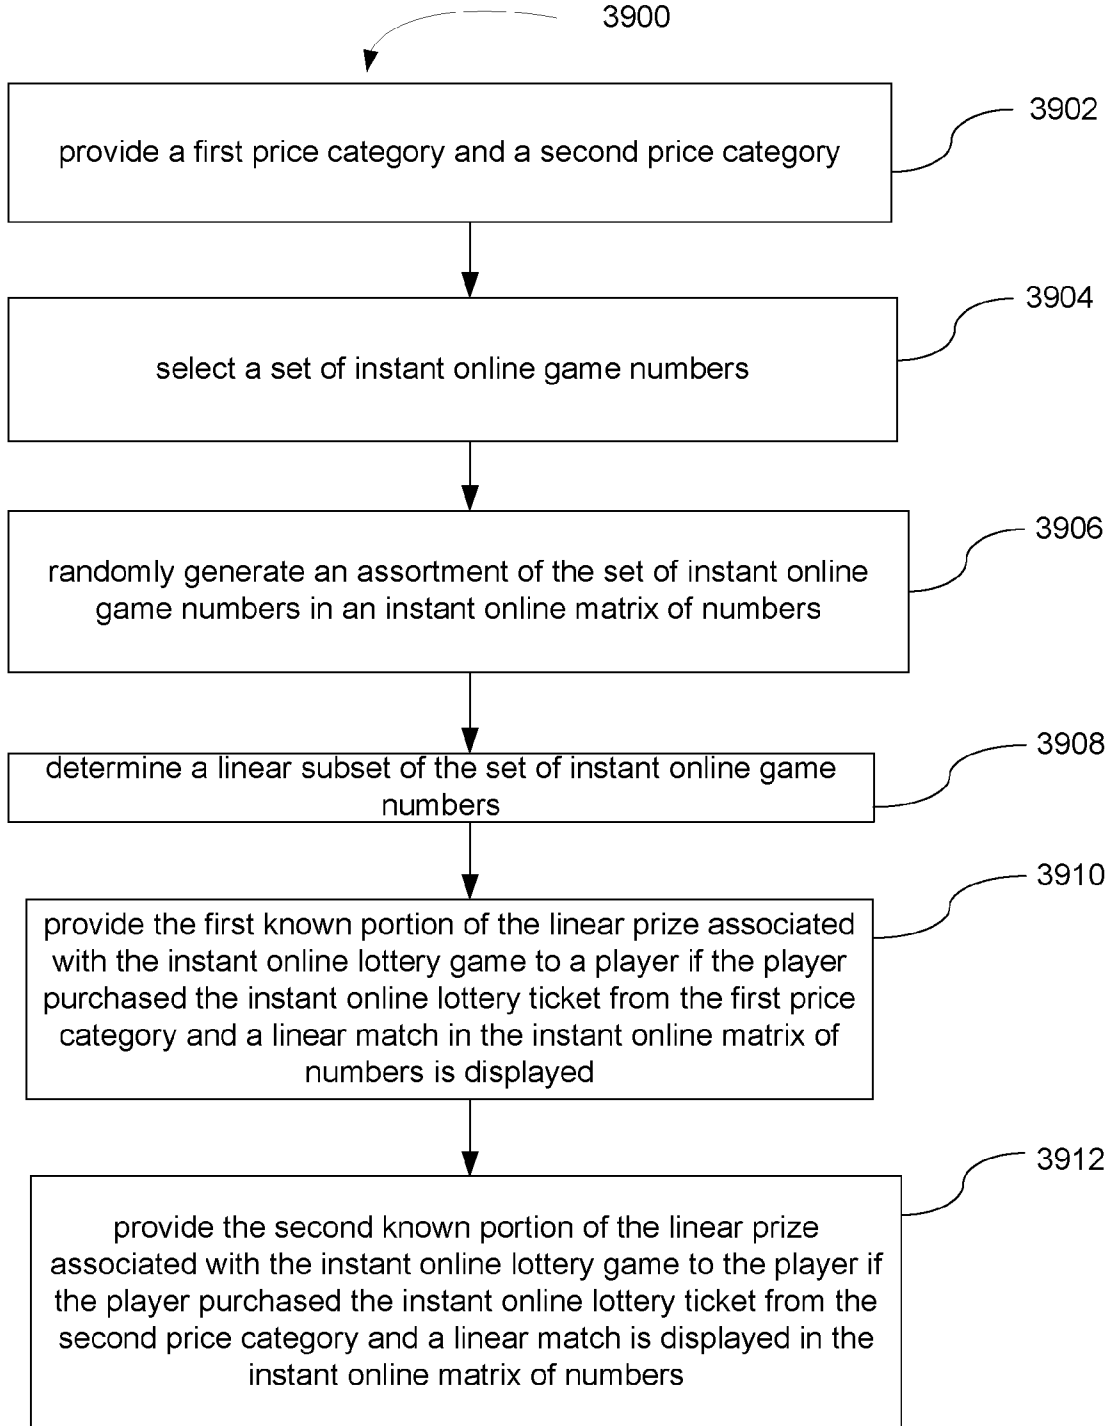 3900
3902
provide a first price category and a second price category
3904
select a set of instant online game numbers
3906
randomly generate an assortment of the set of instant online
game numbers in an instant online matrix of numbers
3908
determine a linear subset of the set of instant online game
numbers
3910
provide the first known portion of the linear prize associated
with the instant online lottery game to a player if the player
purchased the instant online lottery ticket from the first price
category and a linear match in the instant online matrix of
numbers is displayed
3912
provide the second known portion of the linear prize
associated with the instant online lottery game to the player if
the player purchased the instant online lottery ticket from the
second price category and a linear match is displayed in the
instant online matrix of numbers